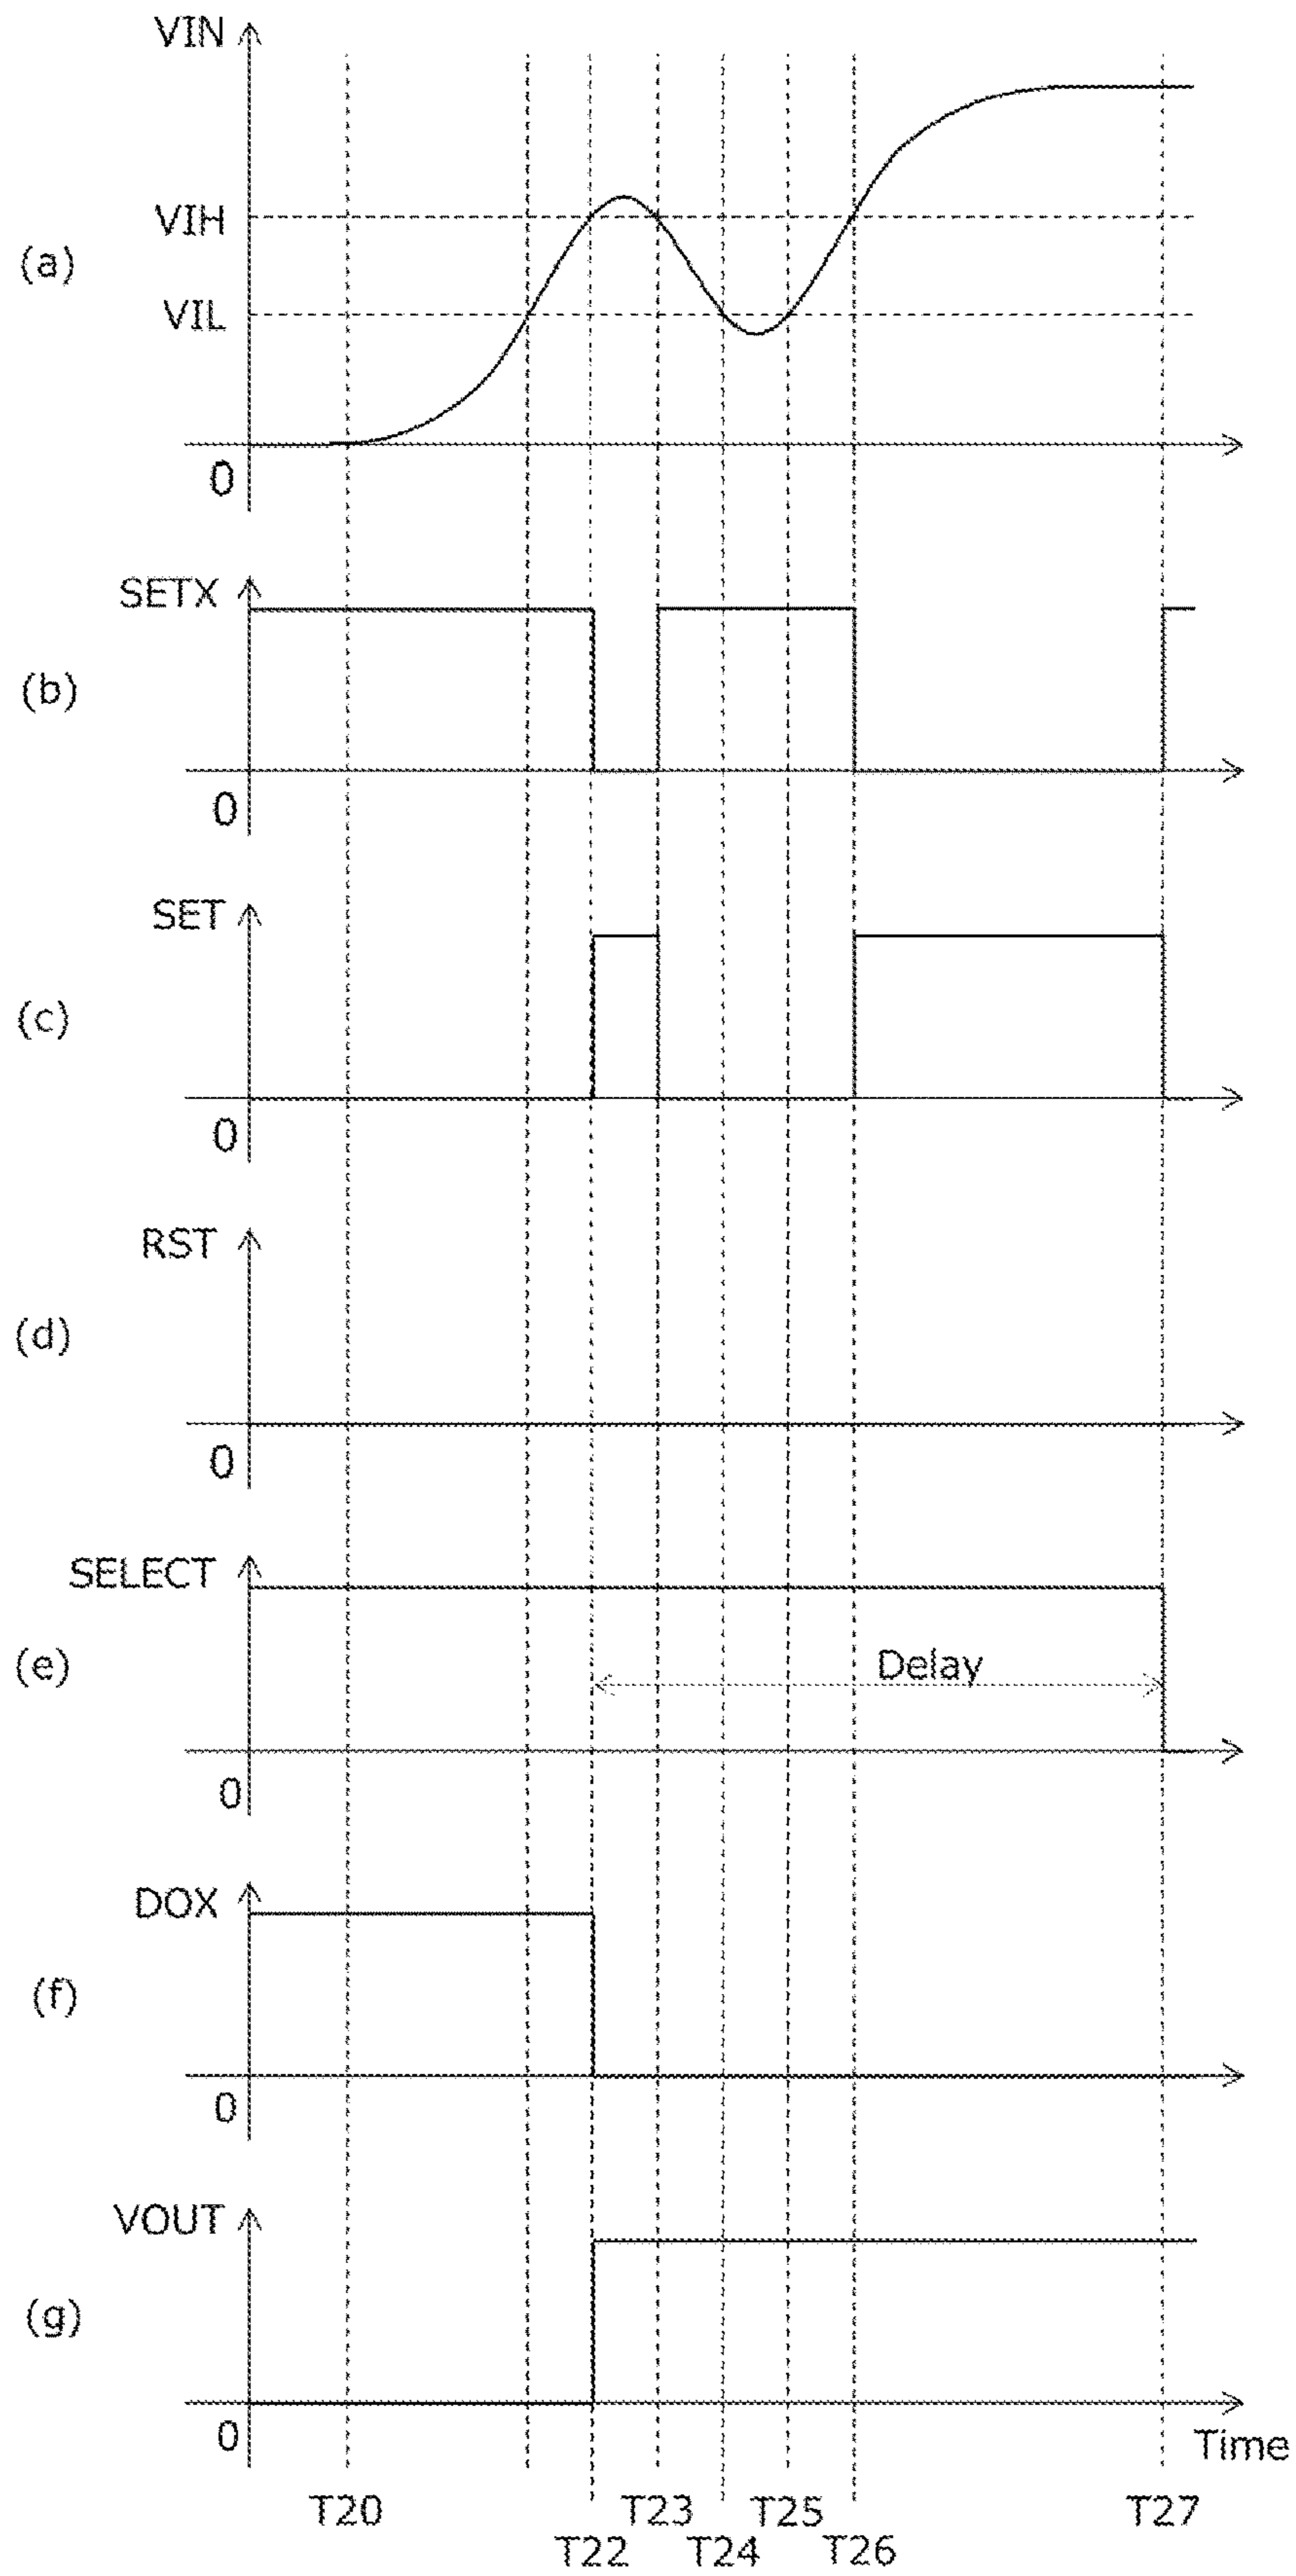 VIN
VIH
(a)
VIL
0
SETX
(b)
0
SET
(c)
0
RST
(d)
0
SELECT
(e)
Delay
0
DOX
(f)
0
VOUT
(g)
0
Time
T20
T23
T25
T27
T22
T24
T26